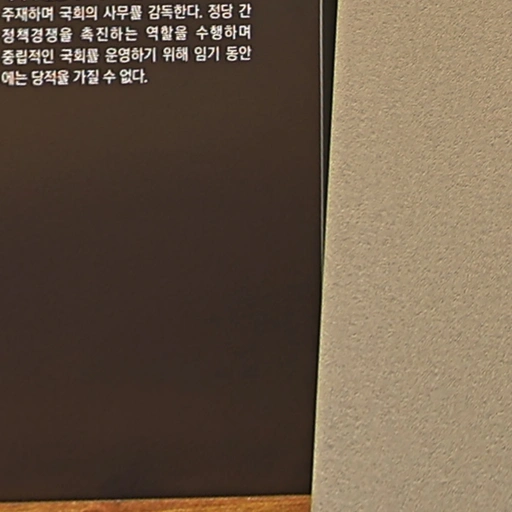 주재하며 국회의 사무를 감독한다. 정당 간
정책경쟁을 촉진하는 역할을 수행하며
중립적인 국회를 운영하기 위해 임기 동안
에는 당적을 가질 수 없다.